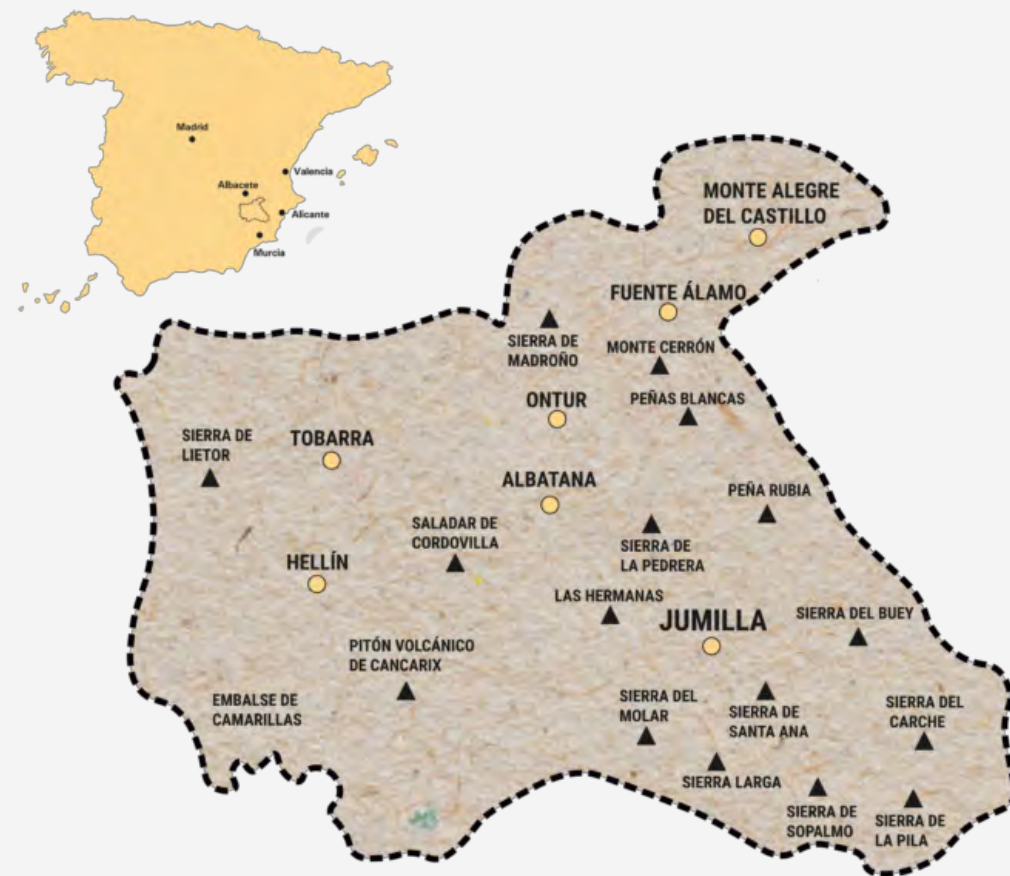 Madrid
Valencia
Albacete
Alicante
Murcia
MONTE ALEGRE
DEL CASTILLO
FUENTE ÁLAMO
SIERRA DE
MADROÑO
MONTE CERRÓN
ONTUR
PEÑAS BLANCAS
SIERRA DE
LIETOR
TOBARRA
ALBATANA
PEÑA RUBIA
SALADAR DE
CORDOVILLA
SIERRA DE
LA PEDRERA
HELLÍN
LAS HERMANAS
JUMILLA
SIERRA DEL BUEY
PITÓN VOLCÁNICO
DE CANCARIX
EMBALSE DE
CAMARILLAS
SIERRA DEL
MOLAR
SIERRA DE
SANTA ANA
SIERRA DEL
CARCHE
SIERRA LARGA
SIERRA DE
SOPALMO
SIERRA DE
LA PILA